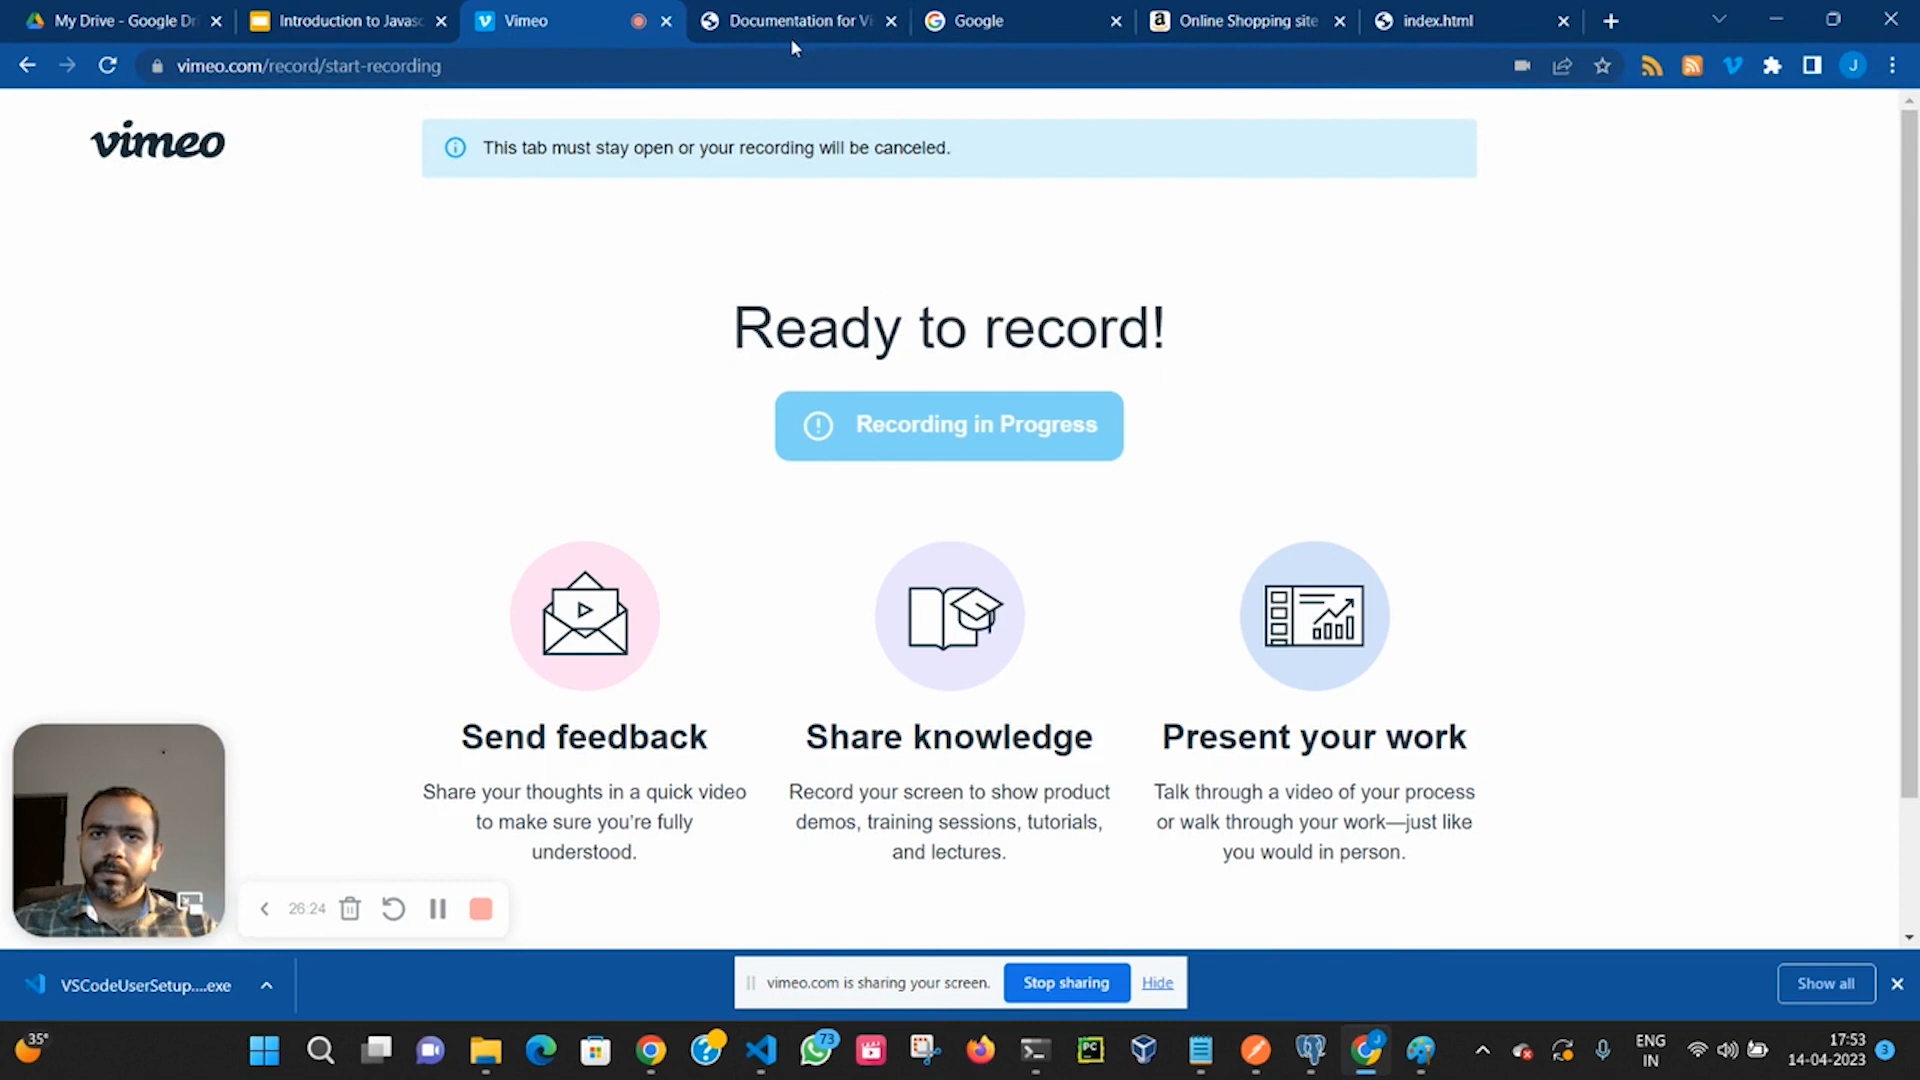 My Drive - Google Dri
Introduction to Javasc
Vimeo
Documentation for Vi
Google
Online Shopping site
index.html
vimeo.com/record/start-recording
J
vimeo
This tab must stay open or your recording will be canceled.
Ready to record!
Recording in Progress
Send feedback
Share your thoughts in a quick video
to make sure you're fully
understood.
Share knowledge
Record your screen to show product
demos, training sessions, tutorials,
and lectures.
Present your work
Talk through a video of your process
or walk through your work—just like
you would in person.
26:24
VSCodeUserSetup....exe
vimeo.com is sharing your screen.
Stop sharing
Hide
Show all
35°
73
PC
J
ENG
IN
17:53
14-04-2023
3